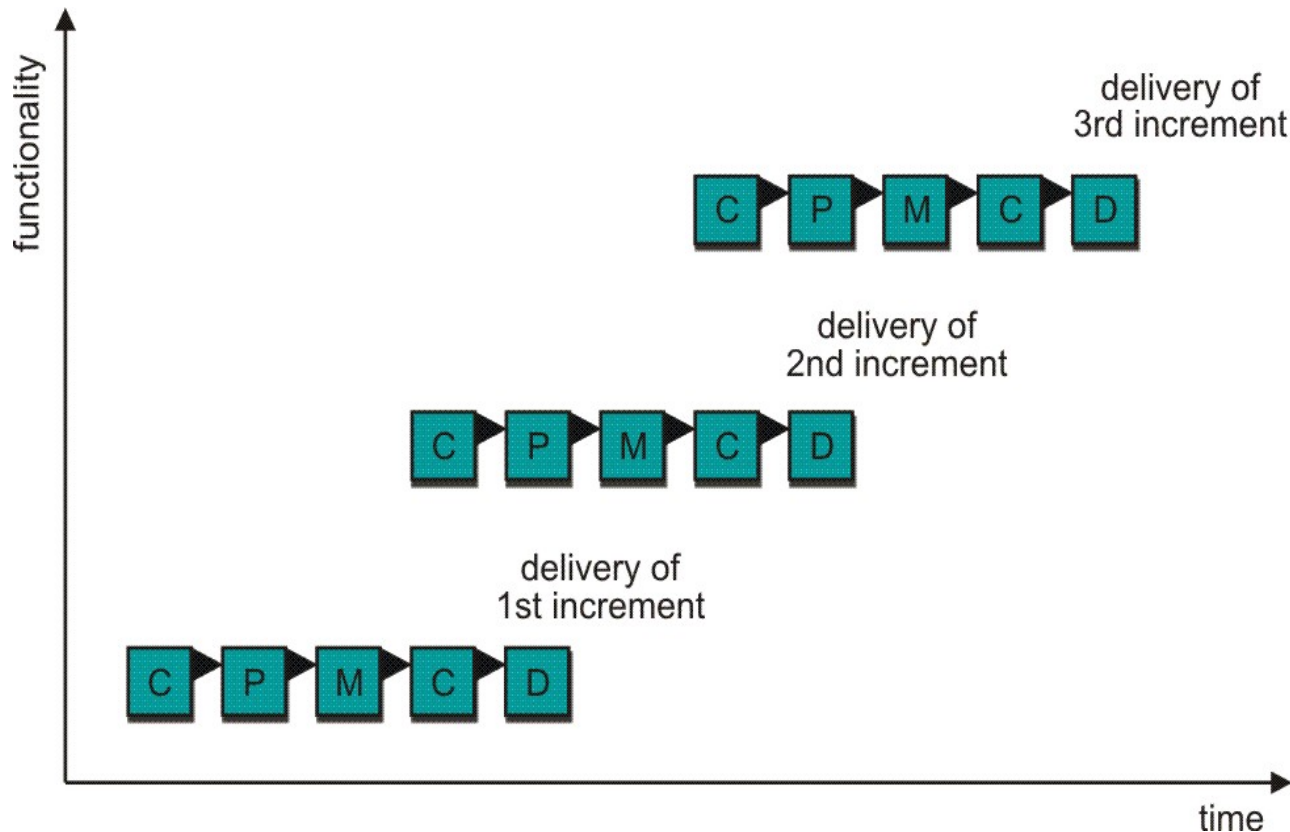 functionality
delivery of
3rd increment
C P M C D
delivery of
2nd increment
C P M C D
delivery of
1st increment
C P M C D
time